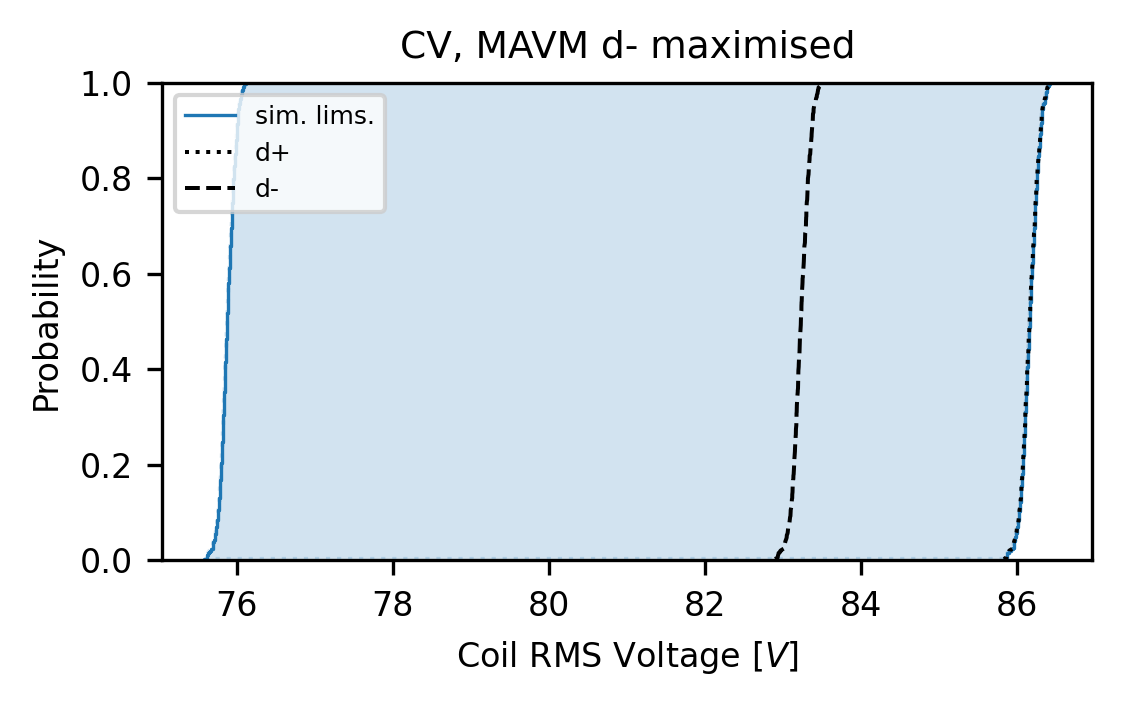 CV, MAVM d- maximised
1.0
0.8
0.6
0.4
0.2
0.0
Probability
sim. lims.
d+
d-
76
78
80
82
84
86
Coil RMS Voltage [V]